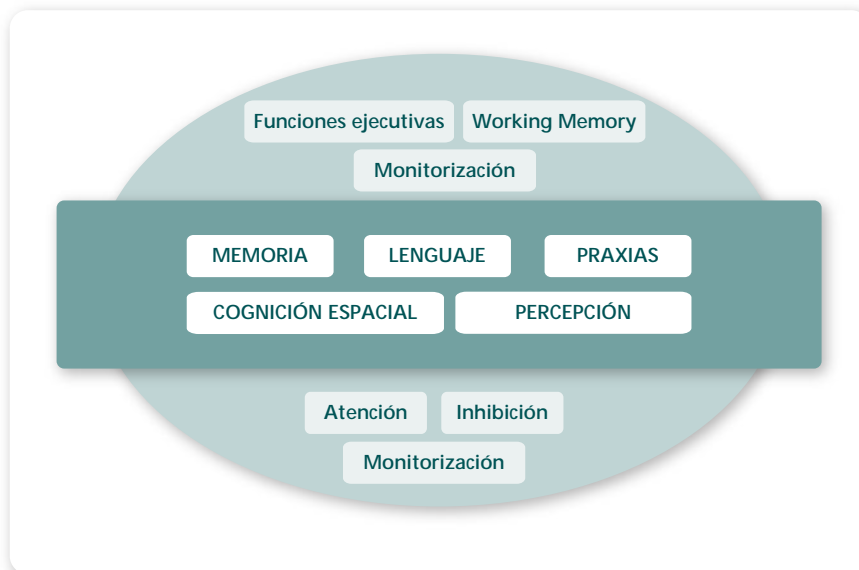 Funciones ejecutivas Working Memory
Monitorización
MEMORIA LENGUAJE PRAXIAS
COGNICIÓN ESPACIAL PERCEPCIÓN
Atención Inhibición
Monitorización